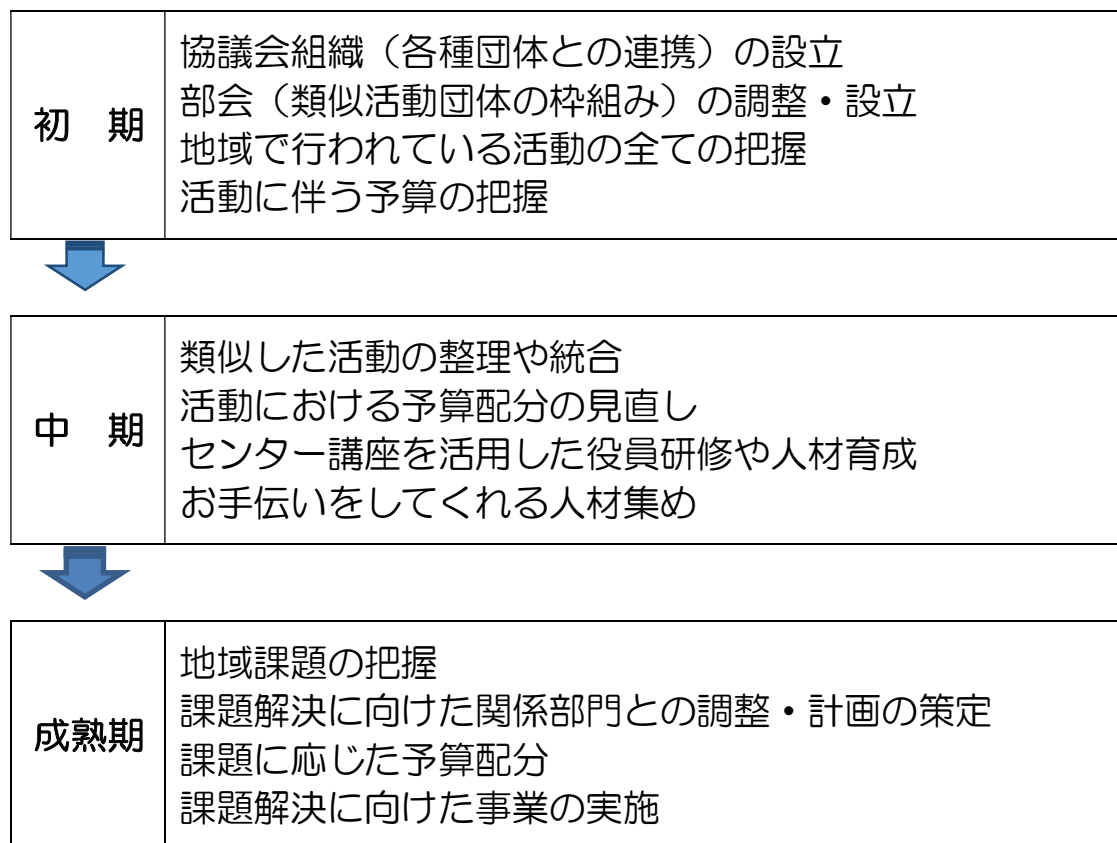 初　期
協議会組織（各種団体との連携）の設立
部会（類似活動団体の枠組み）の調整・設立
地域で行われている活動の全ての把握
活動に伴う予算の把握
中　期
類似した活動の整理や統合
活動における予算配分の見直し
センター講座を活用した役員研修や人材育成
お手伝いをしてくれる人材集め
成熟期
地域課題の把握
課題解決に向けた関係部門との調整・計画の策定
課題に応じた予算配分
課題解決に向けた事業の実施